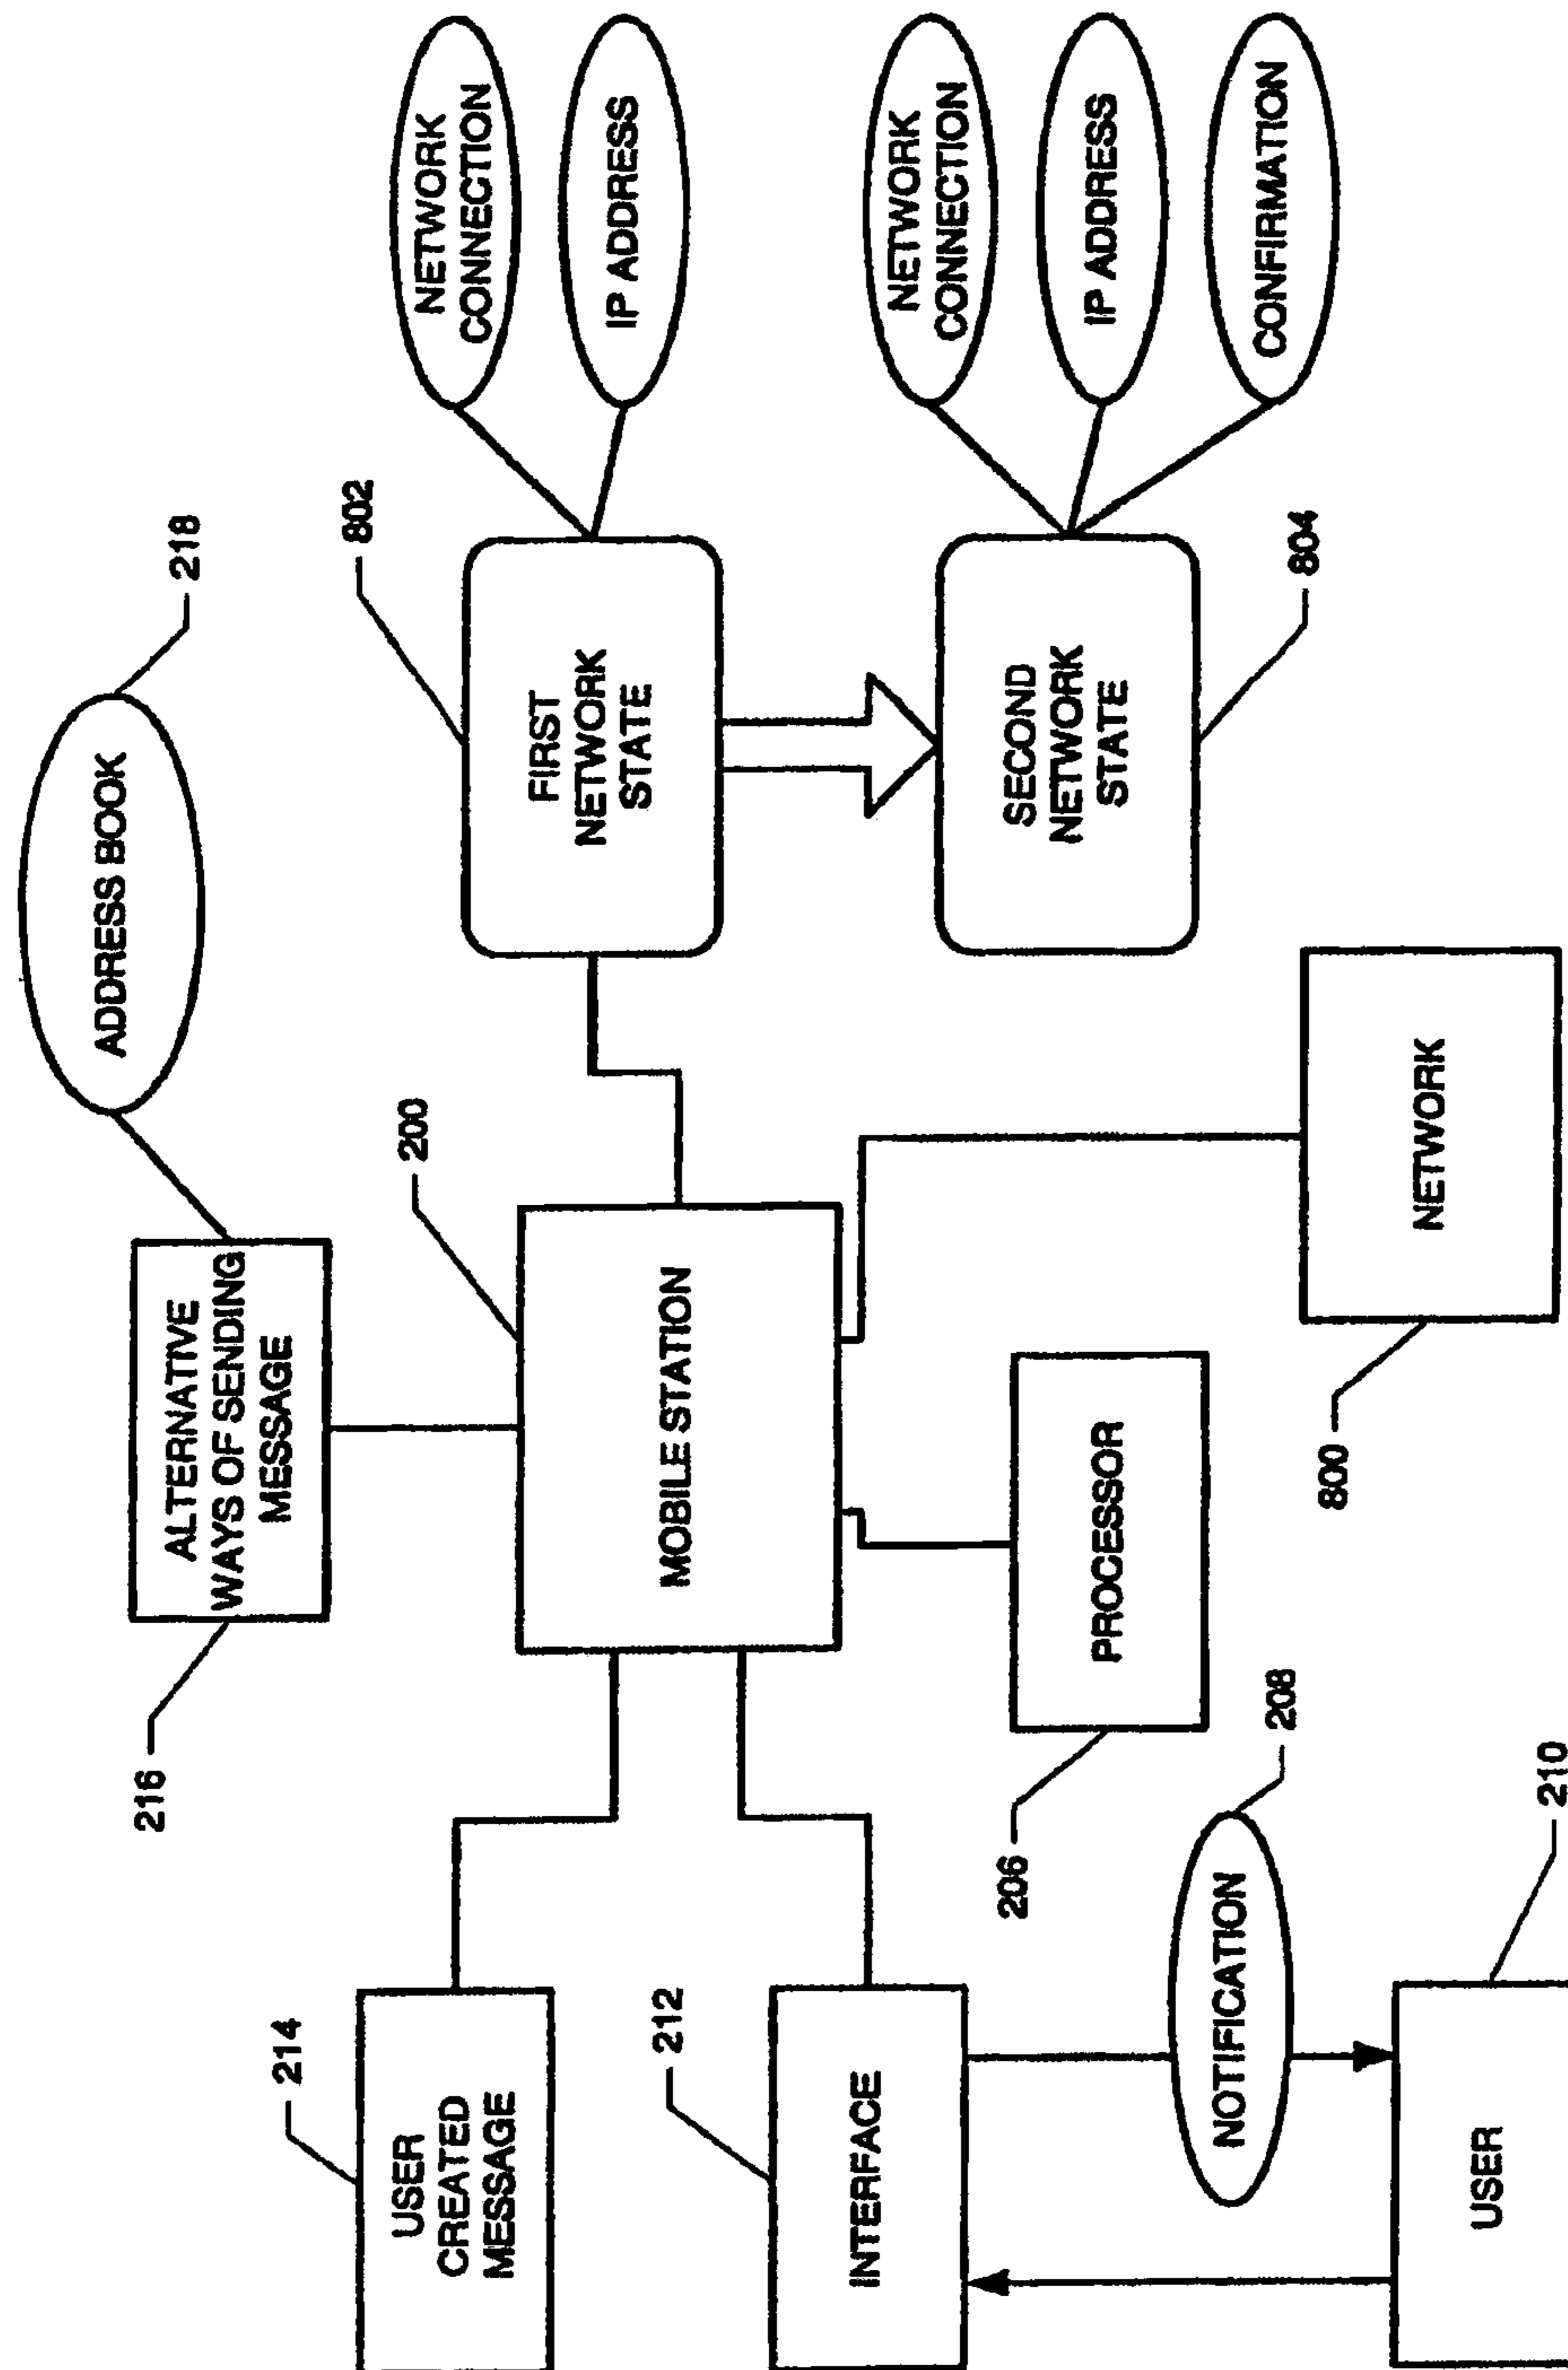 ADDRESS BOOK
218
ALTERNATIVE
WAYS OF SENDING
MESSAGE
216
802
FIRST
NETWORK
STATE
NETWORK
CONNECTION
IP ADDRESS
200
MOBILE STATION
214
USER
CREATED
MESSAGE
212
INTERFACE
SECOND
NETWORK
STATE
804
NETWORK
CONNECTION
IP ADDRESS
CONFIRMATION
PROCESSOR
206
NOTIFICATION
208
NETWORK
800
USER
210